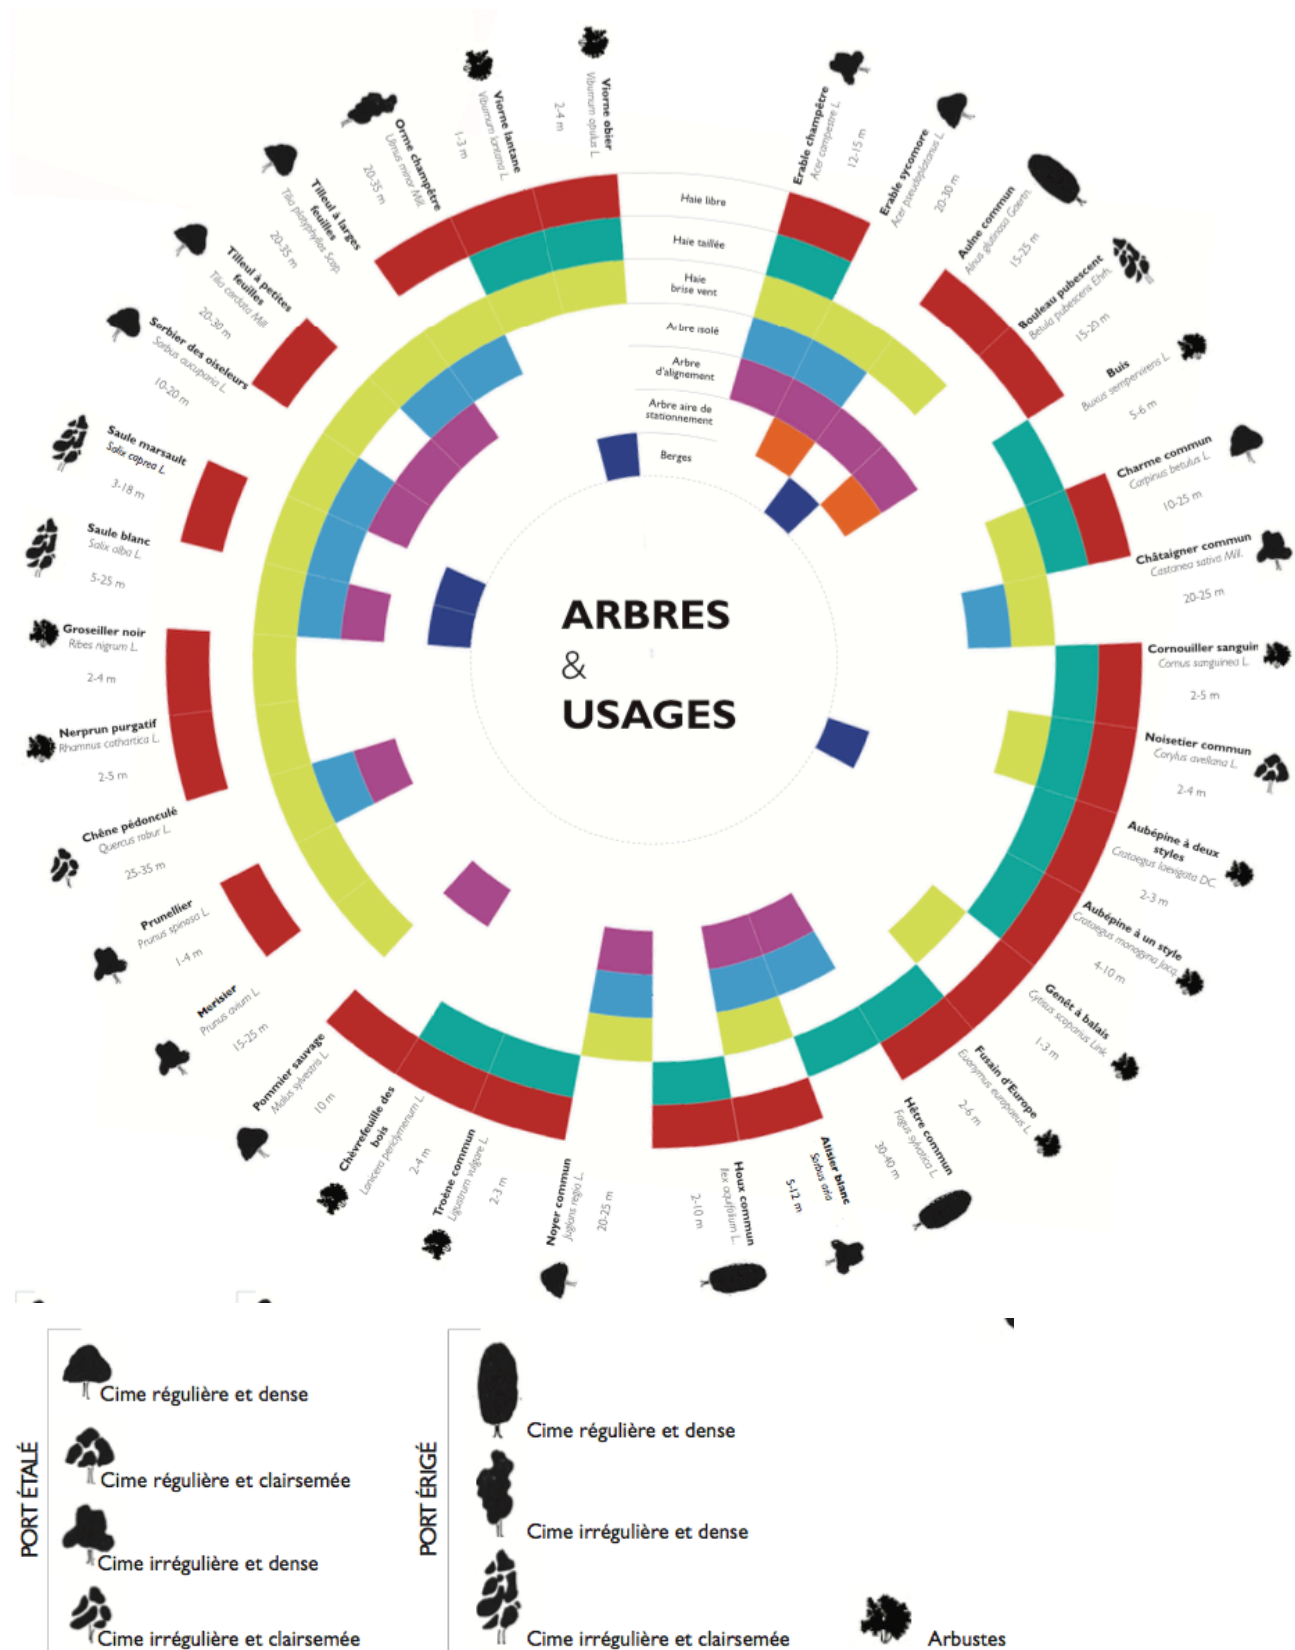 Haie libre
Haie taillée
Haie
brise vent
Arbre isolé
Arbre
d'alignement
Arbre aire de
stationnement
Berges
ARBRES
&
USAGES
Erable champêtre
Acer campestre L.
12-15 m
Erable sycomore
Acer pseudoplatanus L.
20-30 m
Aulne commun
Alnus glutinosa Gaertn.
15-25 m
Bouleau pubescent
Betula pubescens Ehrh.
15-20 m
Buis
Buxus sempervirens L.
5-6 m
Charme commun
Carpinus betulus L.
10-25 m
Châtaigner commun
Castanea sativa Mill.
20-25 m
Cornouiller sanguin
Cornus sanguinea L.
2-5 m
Noisetier commun
Corylus avellana L.
2-4 m
Aubépine à deux
styles
Crataegus laevigata DC.
2-3 m
Aubépine à un style
Crataegus monogyna Jacq.
4-10 m
Genêt à balais
Cytisus scoparius Link
1-3 m
Fusain d'Europe
Euonymus europaeus L.
2-6 m
Hêtre commun
Fagus sylvatica L.
30-40 m
Alisier blanc
Sorbus aria
5-12 m
Houx commun
Ilex aquifolium L.
2-10 m
Noyer commun
Juglans regia L.
20-25 m
Troène commun
Ligustrum vulgare L.
2-3 m
Chèvrefeuille des
bois
Lonicera periclymenum L.
2-4 m
Pommier sauvage
Malus sylvestris L.
10 m
Merisier
Prunus avium L.
15-25 m
Prunellier
Prunus spinosa L.
1-4 m
Chêne pédonculé
Quercus robur L.
25-35 m
Nerprun purgatif
Rhamnus cathartica L.
2-5 m
Groseiller noir
Ribes nigrum L.
2-4 m
Saule blanc
Salix alba L.
5-25 m
Saule marsault
Salix caprea L.
3-18 m
Sorbier des oiseleurs
Sorbus aucuparia L.
10-20 m
Tilleul à petites
feuilles
Tilia cordata Mill
20-30 m
Tilleul à larges
feuilles
Tilia platyphyllos Scop.
20-35 m
Orme champêtre
Ulmus minor Mill.
20-35 m
Viorne lantane
Viburnum lantana L.
1-3 m
Viorne obier
Viburnum opulus L.
2-4 m
PORT ÉTALÉ
Cime régulière et dense
Cime régulière et clairsemée
Cime irrégulière et dense
Cime irrégulière et clairsemée
PORT ÉRIGÉ
Cime régulière et dense
Cime irrégulière et dense
Cime irrégulière et clairsemée
Arbustes